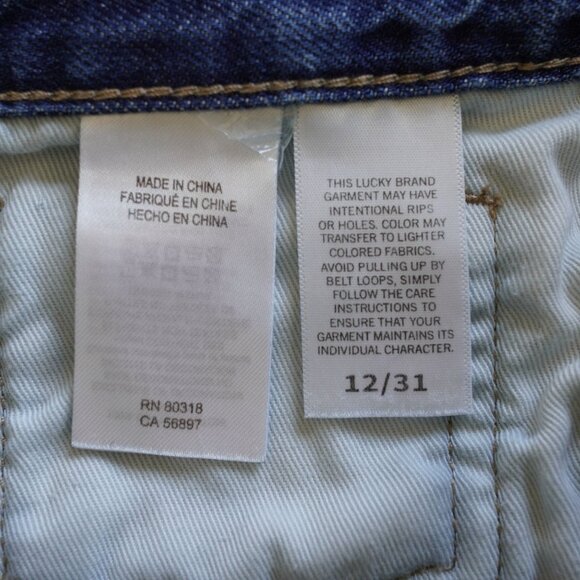 MADE IN CHINA
FABRIQUÉ EN CHINE
HECHO EN CHINA
RN 80318
CA 56897
THIS LUCKY BRAND
GARMENT MAY HAVE
INTENTIONAL RIPS
OR HOLES. COLOR MAY
TRANSFER TO LIGHTER
COLORED FABRICS.
AVOID PULLING UP BY
BELT LOOPS, SIMPLY
FOLLOW THE CARE
INSTRUCTIONS TO
ENSURE THAT YOUR
GARMENT MAINTAINS ITS
INDIVIDUAL CHARACTER.
12/31